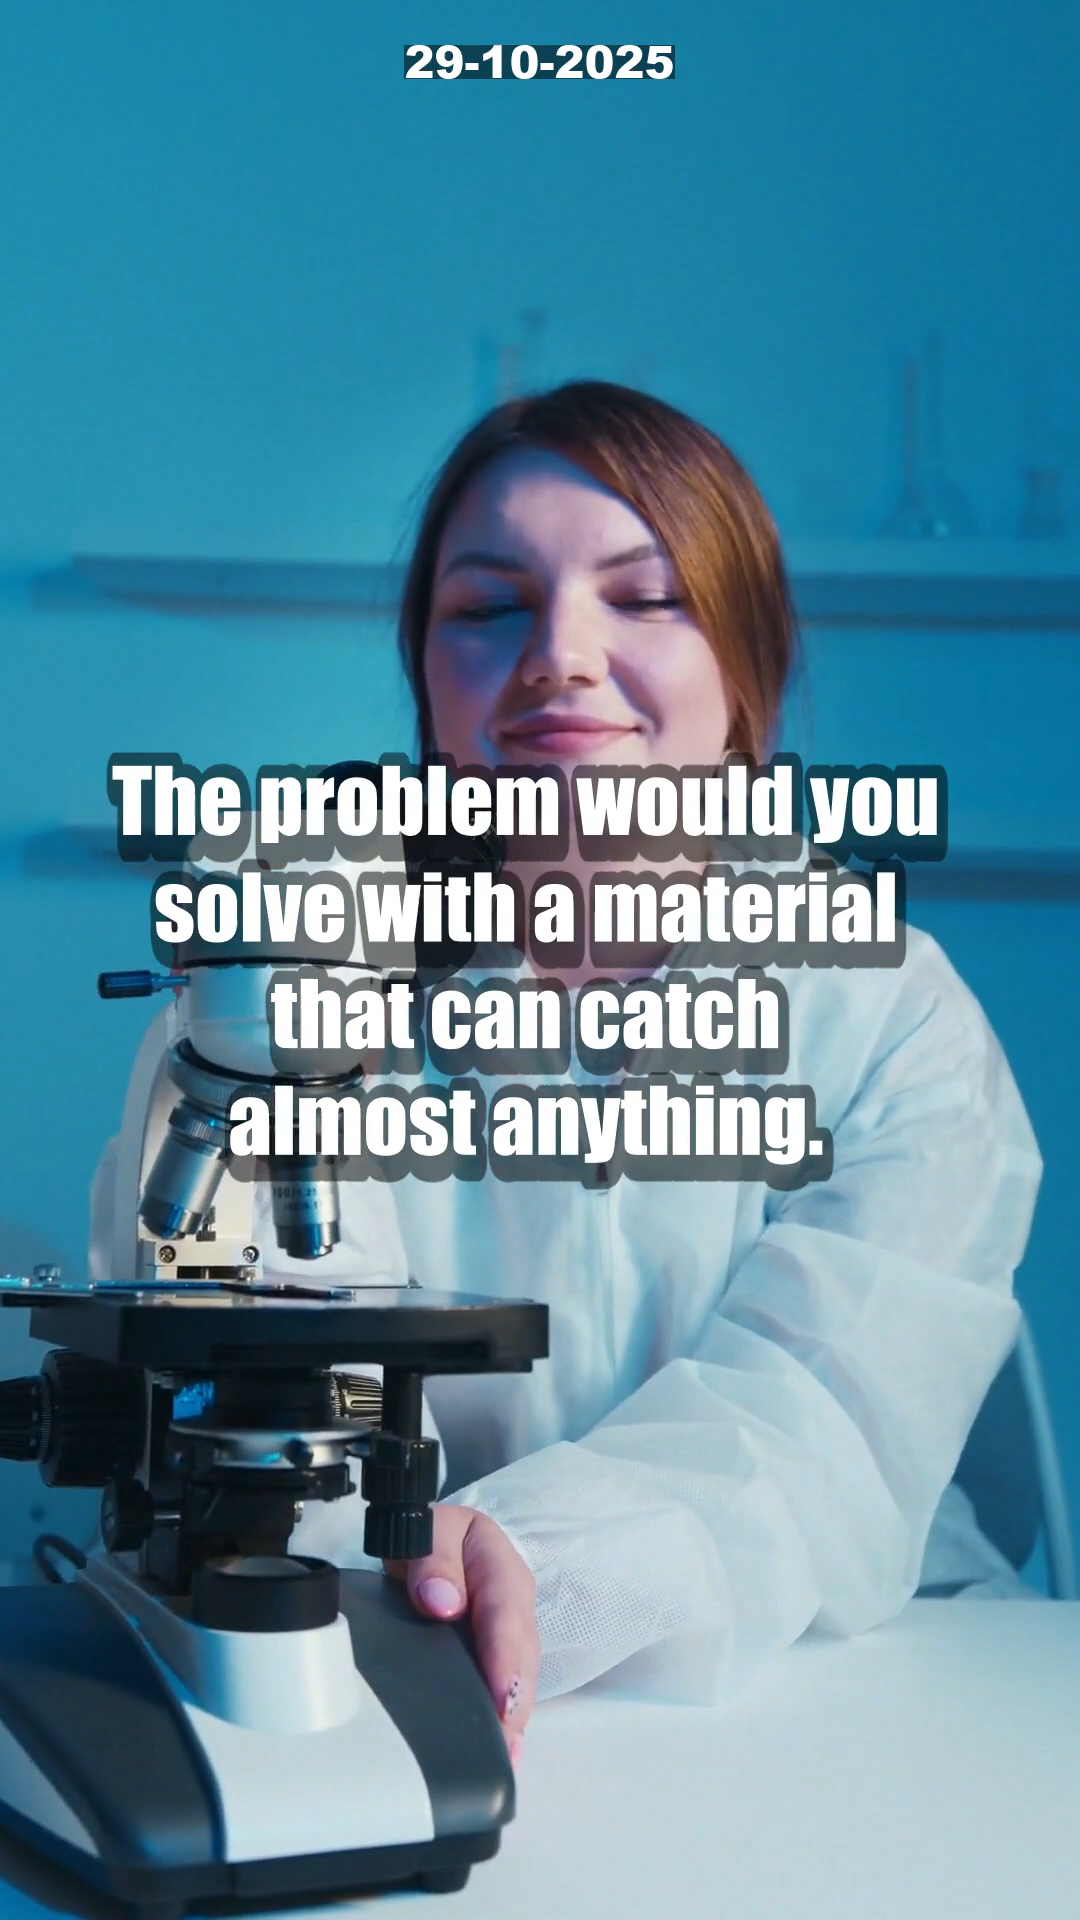 29-10-2025
The problem would you
solve with a material
that can catch
almost anything.